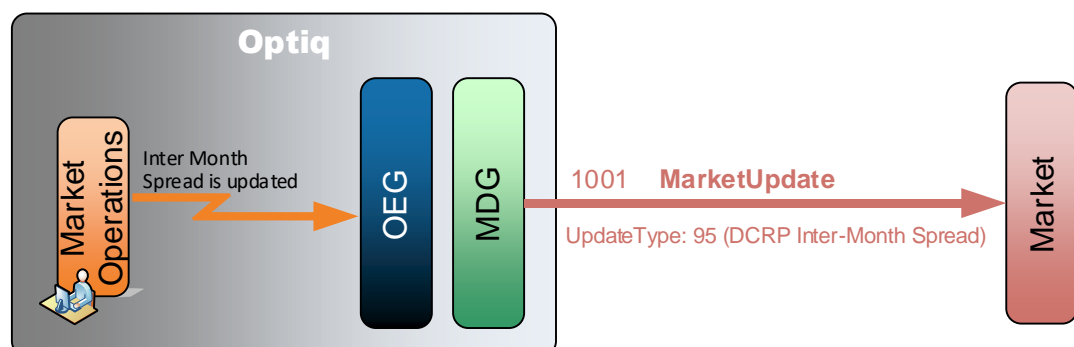 Optiq
Market
Operations
Inter Month
Spread is updated
OEG
MDG
1001 MarketUpdate
UpdateType: 95 (DCRP Inter-Month Spread)
Market